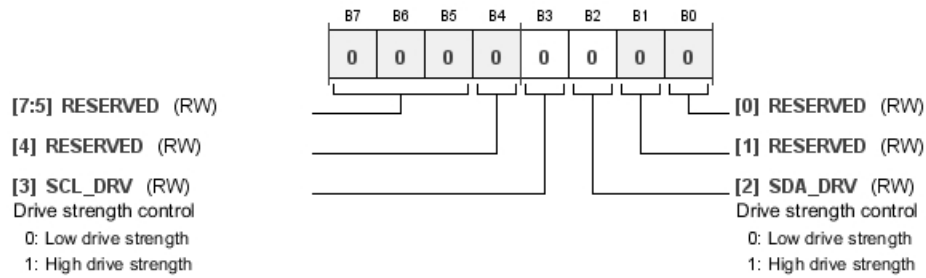 B7 B6 B5 B4 B3 B2 B1 B0
0 0 0 0 0 0 0 0
[7:5] RESERVED (RW)
[0] RESERVED (RW)
[4] RESERVED (RW)
[1] RESERVED (RW)
[3] SCL_DRV (RW)
Drive strength control
0: Low drive strength
1: High drive strength
[2] SDA_DRV (RW)
Drive strength control
0: Low drive strength
1: High drive strength